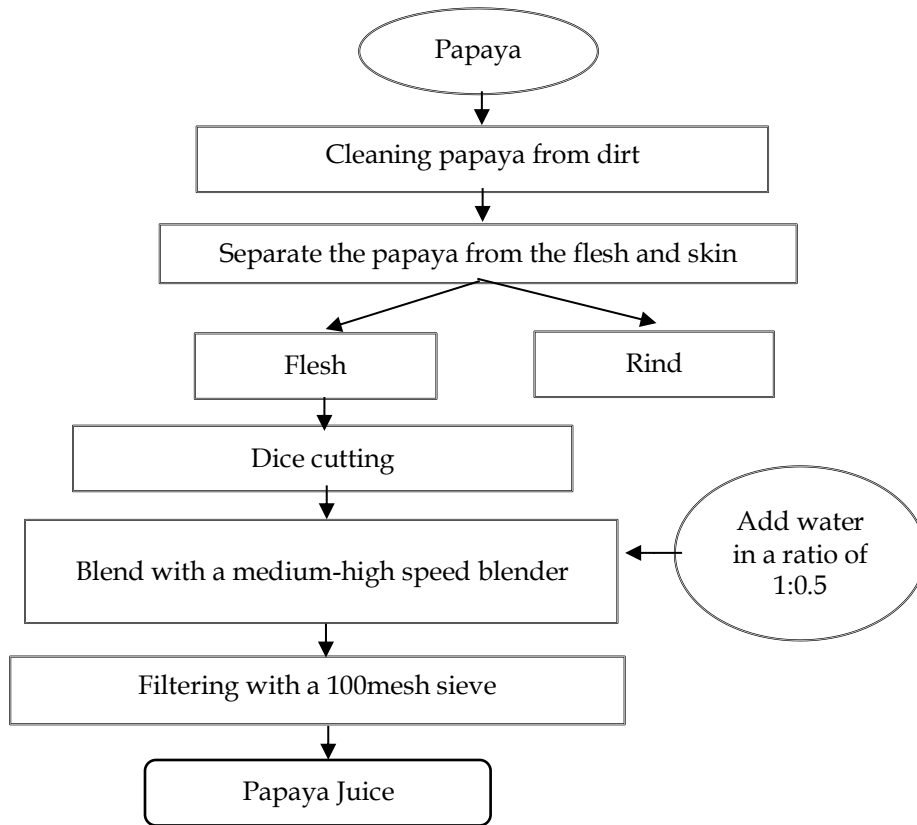 Papaya
Cleaning papaya from dirt
Separate the papaya from the flesh and skin
Flesh
Rind
Dice cutting
Blend with a medium-high speed blender
Add water
in a ratio of
1:0.5
Filtering with a 100mesh sieve
Papaya Juice